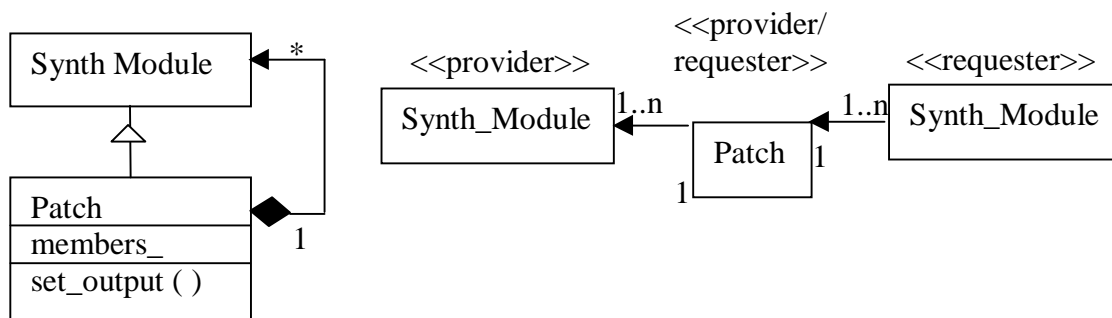 Synth Module
*
Patch
1
members_
set_output ( )
<<provider>>
Synth_Module
1..n
<<provider/
requester>>
Patch
1
1
<<requester>>
1..n
Synth_Module